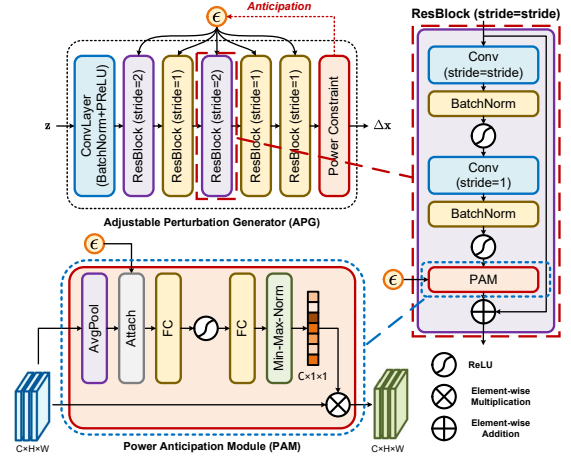 Anticipation
ϵ
z
ConvLayer
(BatchNorm+PReLU)
ResBlock (stride=2)
ResBlock (stride=1)
ResBlock (stride=2)
ResBlock (stride=1)
ResBlock (stride=1)
Power Constraint
Δx
Adjustable Perturbation Generator (APG)
ResBlock (stride=stride)
Conv
(stride=stride)
BatchNorm
Conv
(stride=1)
BatchNorm
ϵ
PAM
ϵ
AvgPool
Attach
FC
FC
Min-Max-Norm
C×1×1
C×H×W
C×H×W
Power Anticipation Module (PAM)
ReLU
Element-wise
Multiplication
Element-wise
Addition